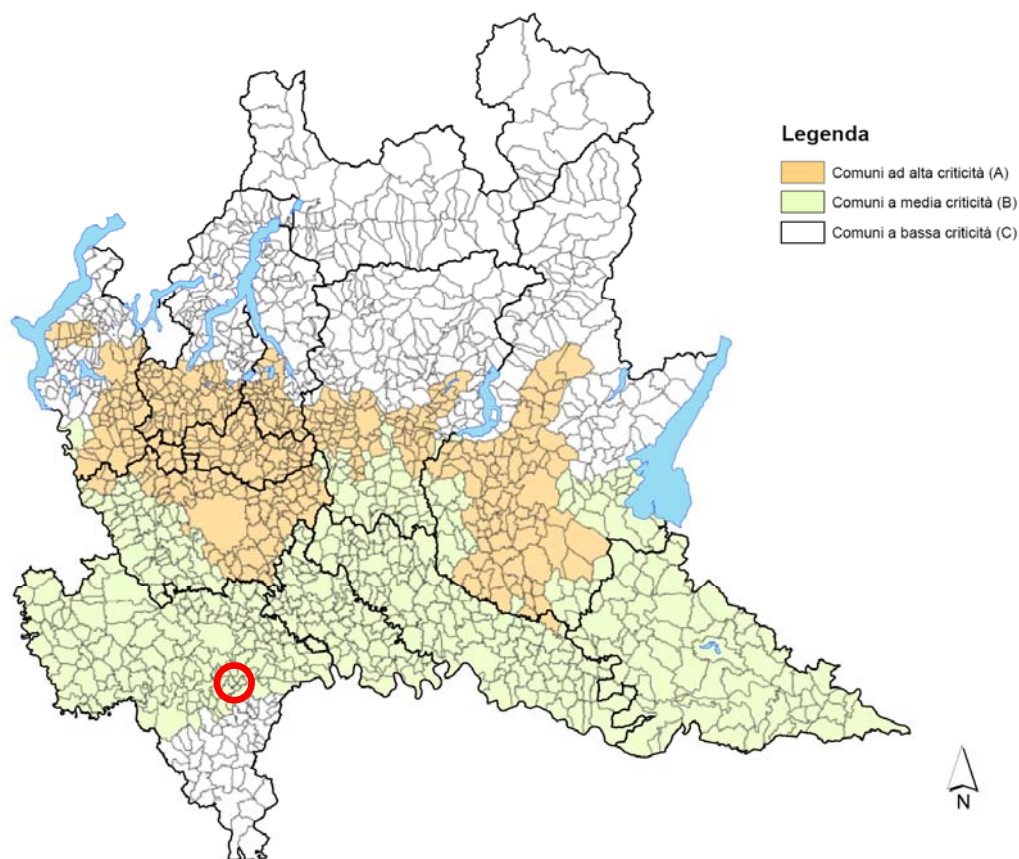 Legenda
Comuni ad alta criticità (A)
Comuni a media criticità (B)
Comuni a bassa criticità (C)
N